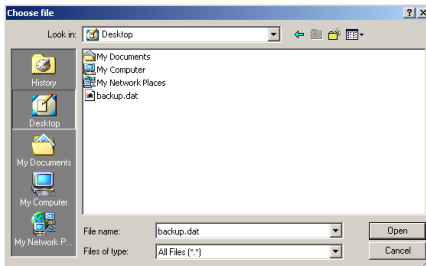 Choose file
Look in: Desktop
History
Desktop
My Documents
My Computer
My Network P...
My Documents
My Computer
My Network Places
backup.dat
File name: backup.dat Open
Files of type: All Files (*.*) Cancel